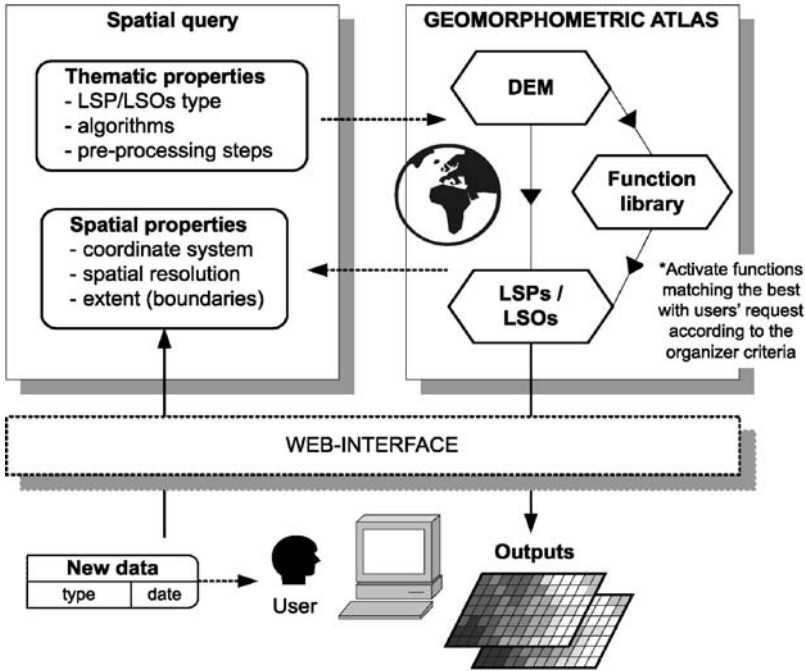 Spatial query
Thematic properties
- LSP/LSOs type
- algorithms
- pre-processing steps
Spatial properties
- coordinate system
- spatial resolution
- extent (boundaries)
GEOMORPHOMETRIC ATLAS
DEM
Function
library
LSPs /
LSOs
*Activate functions
matching the best
with users' request
according to the
organizer criteria
WEB-INTERFACE
New data
type date
User
Outputs